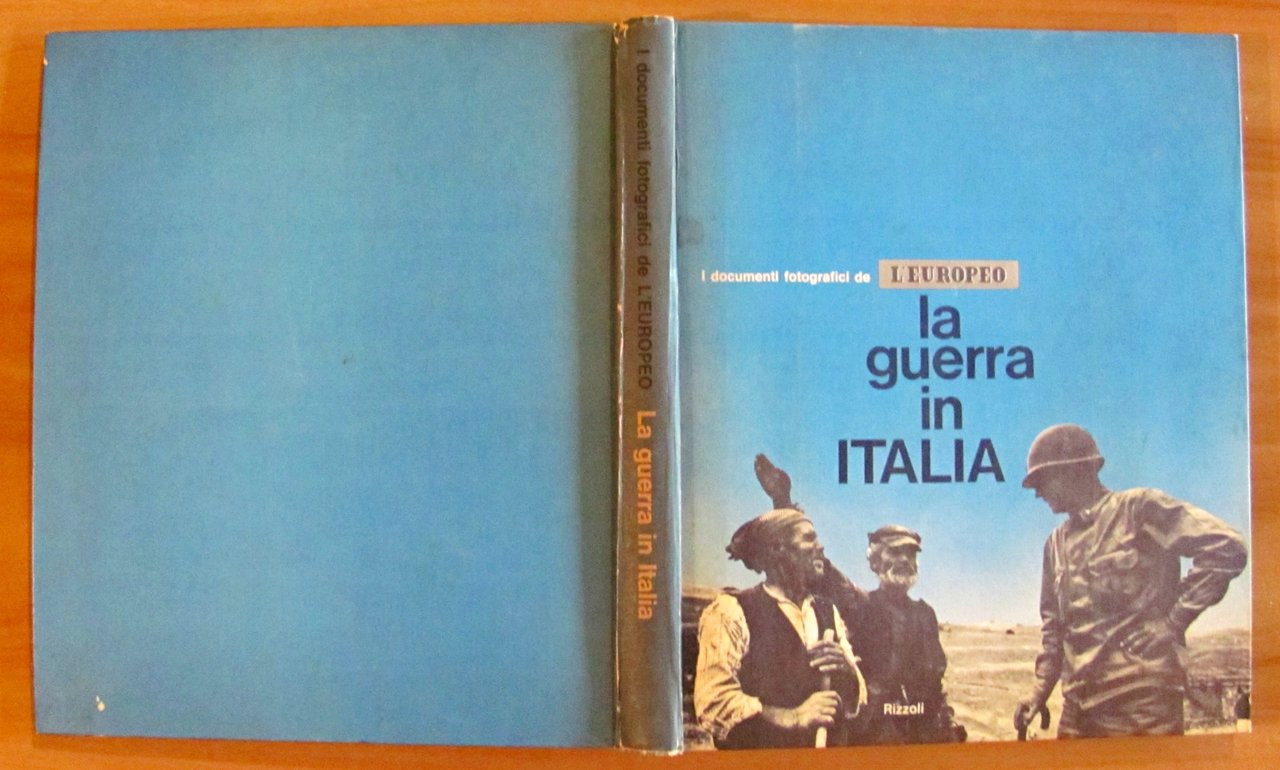 I documenti fotografici de L'EUROPEO La guerra in Italia
I documenti fotografici de L'EUROPEO
la
guerra
in
ITALIA
Rizzoli